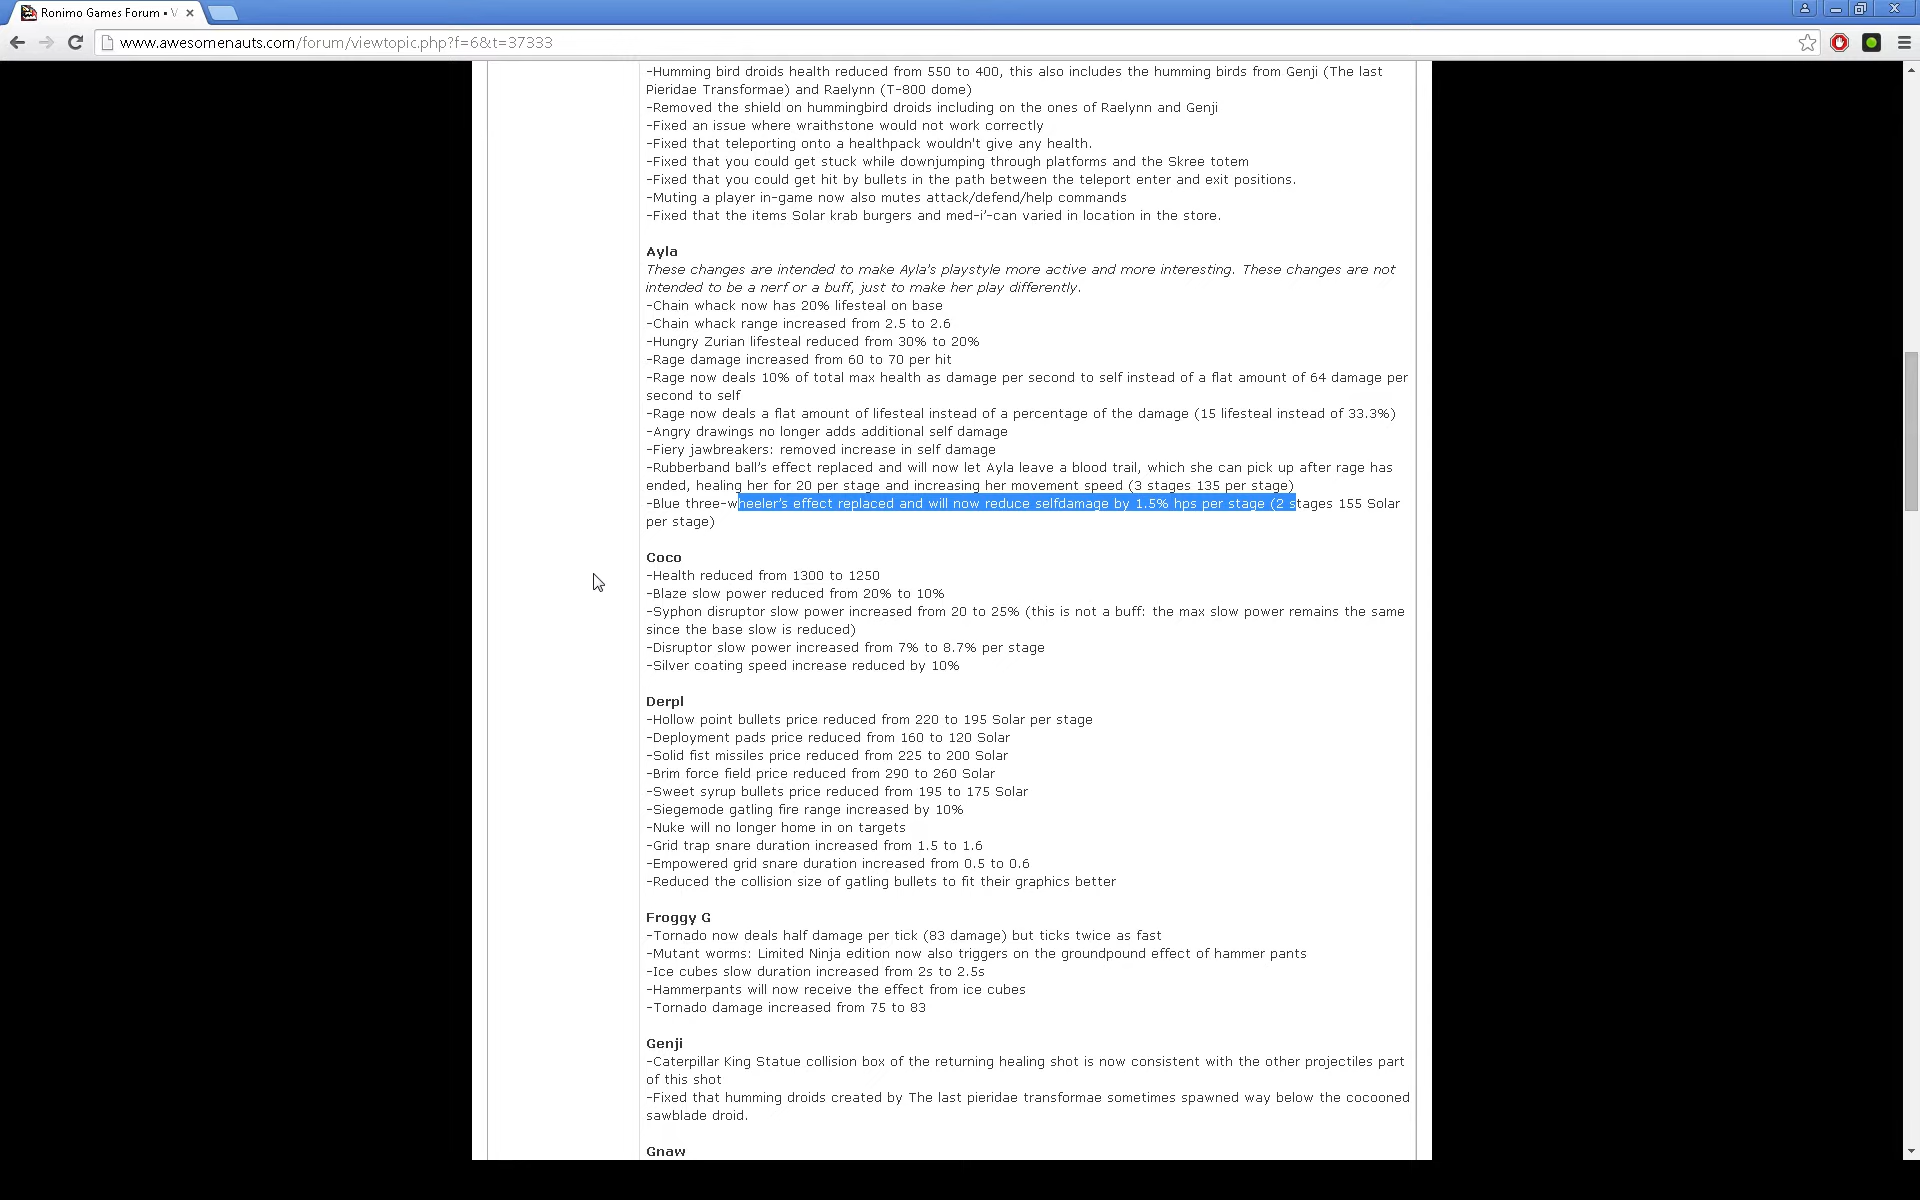 Ronimo Games Forum • V
www.awesomenauts.com/forum/viewtopic.php?f=6&t=37333
-Humming bird droids health reduced from 550 to 400, this also includes the humming birds from Genji (The last
Pieridae Transformae) and Raelynn (T-800 dome)
-Removed the shield on hummingbird droids including on the ones of Raelynn and Genji
-Fixed an issue where wraithstone would not work correctly
-Fixed that teleporting onto a healthpack wouldn't give any health.
-Fixed that you could get stuck while downjumping through platforms and the Skree totem
-Fixed that you could get hit by bullets in the path between the teleport enter and exit positions.
-Muting a player in-game now also mutes attack/defend/help commands
-Fixed that the items Solar krab burgers and med-i'-can varied in location in the store.
Ayla
These changes are intended to make Ayla's playstyle more active and more interesting. These changes are not
intended to be a nerf or a buff, just to make her play differently.
-Chain whack now has 20% lifesteal on base
-Chain whack range increased from 2.5 to 2.6
-Hungry Zurian lifesteal reduced from 30% to 20%
-Rage damage increased from 60 to 70 per hit
-Rage now deals 10% of total max health as damage per second to self instead of a flat amount of 64 damage per
second to self
-Rage now deals a flat amount of lifesteal instead of a percentage of the damage (15 lifesteal instead of 33.3%)
-Angry drawings no longer adds additional self damage
-Fiery jawbreakers: removed increase in self damage
-Rubberband ball's effect replaced and will now let Ayla leave a blood trail, which she can pick up after rage has
ended, healing her for 20 per stage and increasing her movement speed (3 stages 135 per stage)
-Blue three-wheeler's effect replaced and will now reduce selfdamage by 1.5% hps per stage (2 stages 155 Solar
per stage)
Coco
-Health reduced from 1300 to 1250
-Blaze slow power reduced from 20% to 10%
-Syphon disruptor slow power increased from 20 to 25% (this is not a buff: the max slow power remains the same
since the base slow is reduced)
-Disruptor slow power increased from 7% to 8.7% per stage
-Silver coating speed increase reduced by 10%
Derpl
-Hollow point bullets price reduced from 220 to 195 Solar per stage
-Deployment pads price reduced from 160 to 120 Solar
-Solid fist missiles price reduced from 225 to 200 Solar
-Brim force field price reduced from 290 to 260 Solar
-Sweet syrup bullets price reduced from 195 to 175 Solar
-Siegemode gatling fire range increased by 10%
-Nuke will no longer home in on targets
-Grid trap snare duration increased from 1.5 to 1.6
-Empowered grid snare duration increased from 0.5 to 0.6
-Reduced the collision size of gatling bullets to fit their graphics better
Froggy G
-Tornado now deals half damage per tick (83 damage) but ticks twice as fast
-Mutant worms: Limited Ninja edition now also triggers on the groundpound effect of hammer pants
-Ice cubes slow duration increased from 2s to 2.5s
-Hammerpants will now receive the effect from ice cubes
-Tornado damage increased from 75 to 83
Genji
-Caterpillar King Statue collision box of the returning healing shot is now consistent with the other projectiles part
of this shot
-Fixed that humming droids created by The last pieridae transformae sometimes spawned way below the cocooned
sawblade droid.
Gnaw